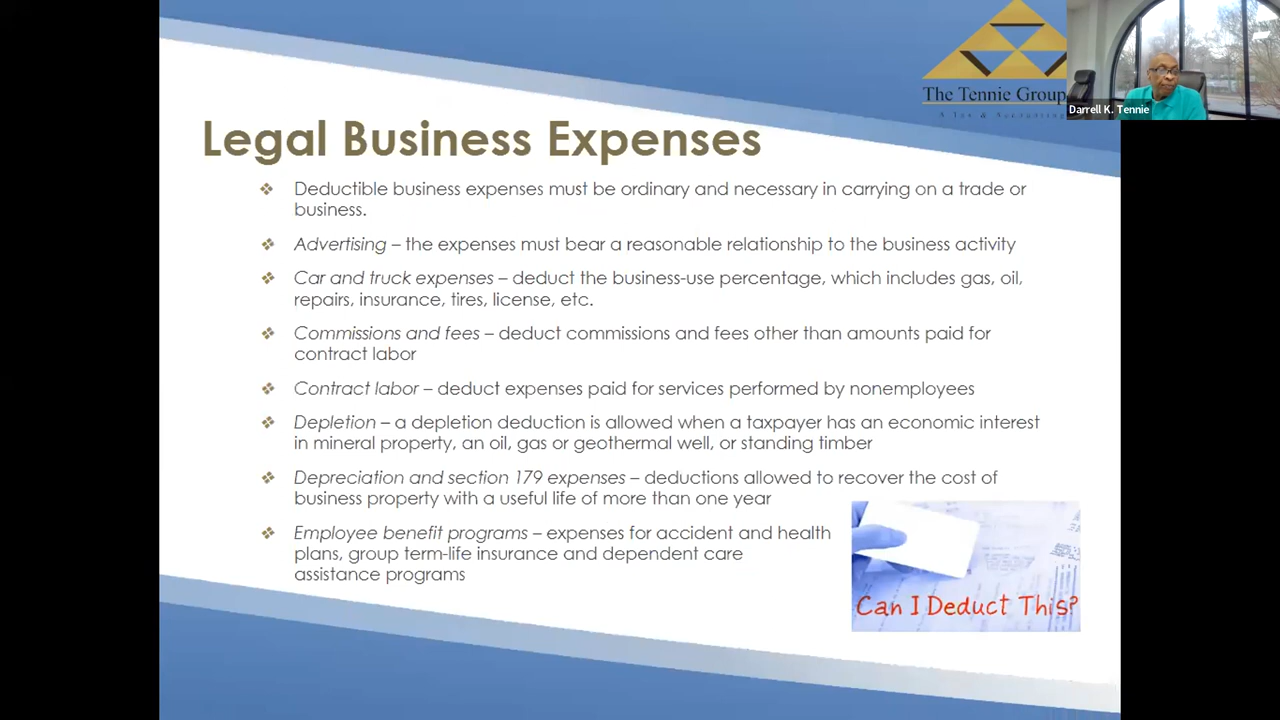 The Tennie Group
Darrell K. Tennie
Legal Business Expenses
Deductible business expenses must be ordinary and necessary in carrying on a trade or
business.
Advertising – the expenses must bear a reasonable relationship to the business activity
Car and truck expenses – deduct the business-use percentage, which includes gas, oil,
repairs, insurance, tires, license, etc.
Commissions and fees – deduct commissions and fees other than amounts paid for
contract labor
Contract labor – deduct expenses paid for services performed by nonemployees
Depletion – a depletion deduction is allowed when a taxpayer has an economic interest
in mineral property, an oil, gas or geothermal well, or standing timber
Depreciation and section 179 expenses – deductions allowed to recover the cost of
business property with a useful life of more than one year
Employee benefit programs – expenses for accident and health
plans, group term-life insurance and dependent care
assistance programs
Can I Deduct This?